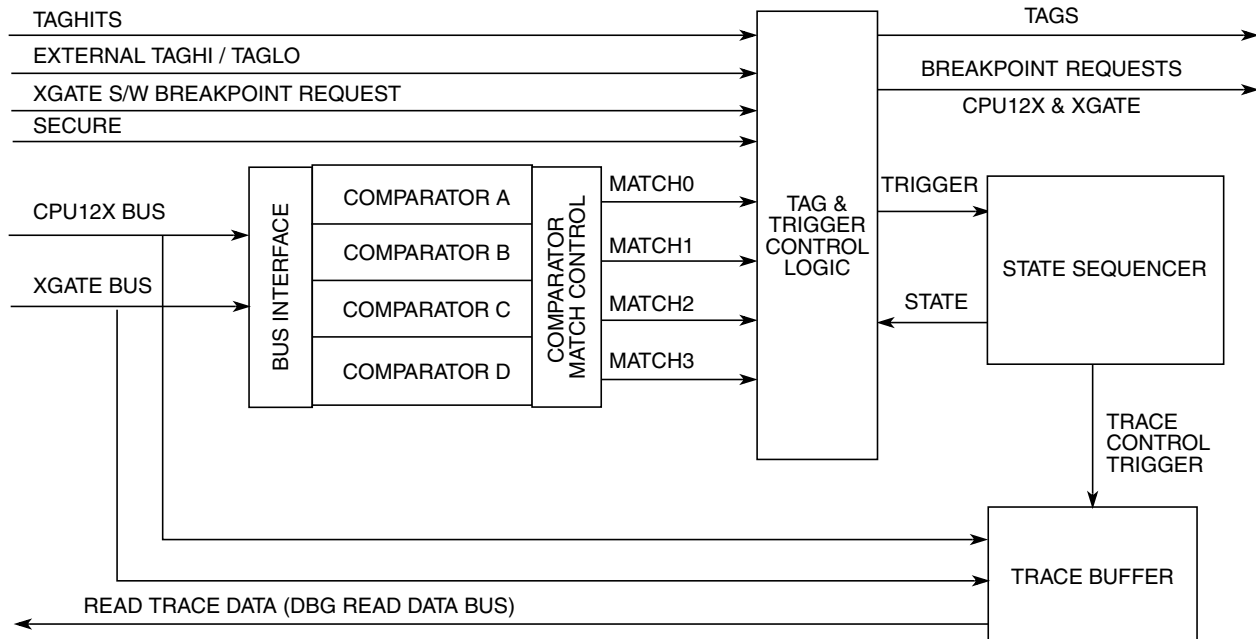 TAGHITS
EXTERNAL TAGHI / TAGLO
XGATE S/W BREAKPOINT REQUEST
SECURE
TAGS
BREAKPOINT REQUESTS
CPU12X & XGATE
CPU12X BUS
XGATE BUS
BUS INTERFACE
COMPARATOR A
COMPARATOR B
COMPARATOR C
COMPARATOR D
COMPARATOR
MATCH CONTROL
MATCH0
MATCH1
MATCH2
MATCH3
TAG &
TRIGGER
CONTROL
LOGIC
TRIGGER
STATE
STATE SEQUENCER
TRACE
CONTROL
TRIGGER
TRACE BUFFER
READ TRACE DATA (DBG READ DATA BUS)